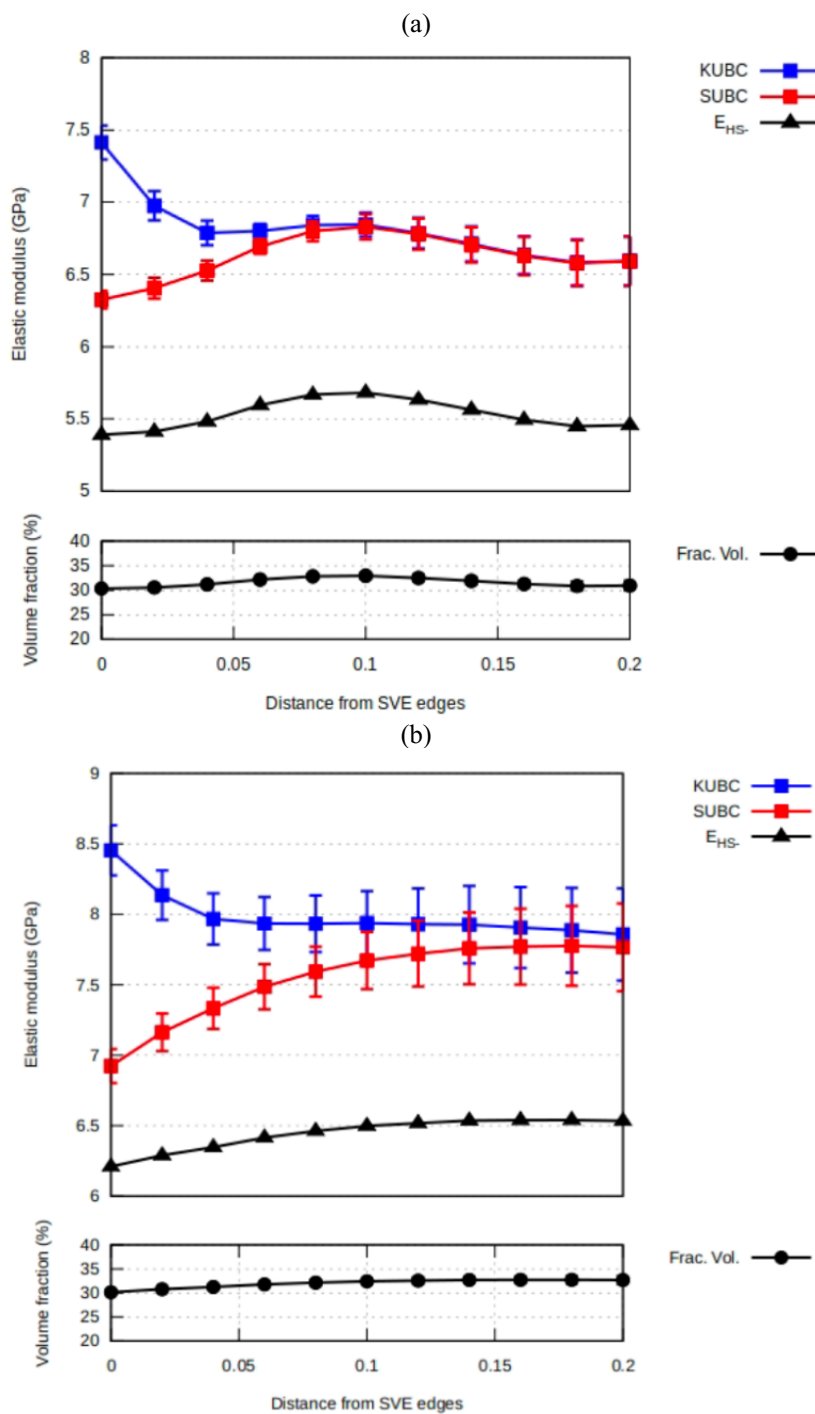 (a)
KUBC
SUBC
E_HS-
Elastic modulus (GPa)
8
7.5
7
6.5
6
5.5
5
Volume fraction (%)
40
35
30
25
20
Frac. Vol.
0 0.05 0.1 0.15 0.2
Distance from SVE edges
(b)
KUBC
SUBC
E_HS-
Elastic modulus (GPa)
9
8.5
8
7.5
7
6.5
6
Volume fraction (%)
40
35
30
25
20
Frac. Vol.
0 0.05 0.1 0.15 0.2
Distance from SVE edges